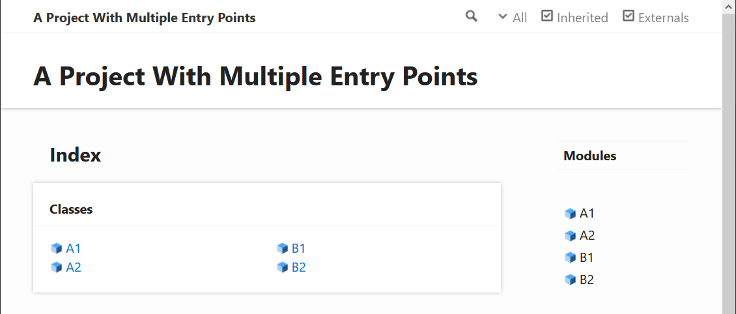 A Project With Multiple Entry Points
All
Inherited
Externals
A Project With Multiple Entry Points
Index
Classes
A1 B1
A2 B2
Modules
A1
A2
B1
B2